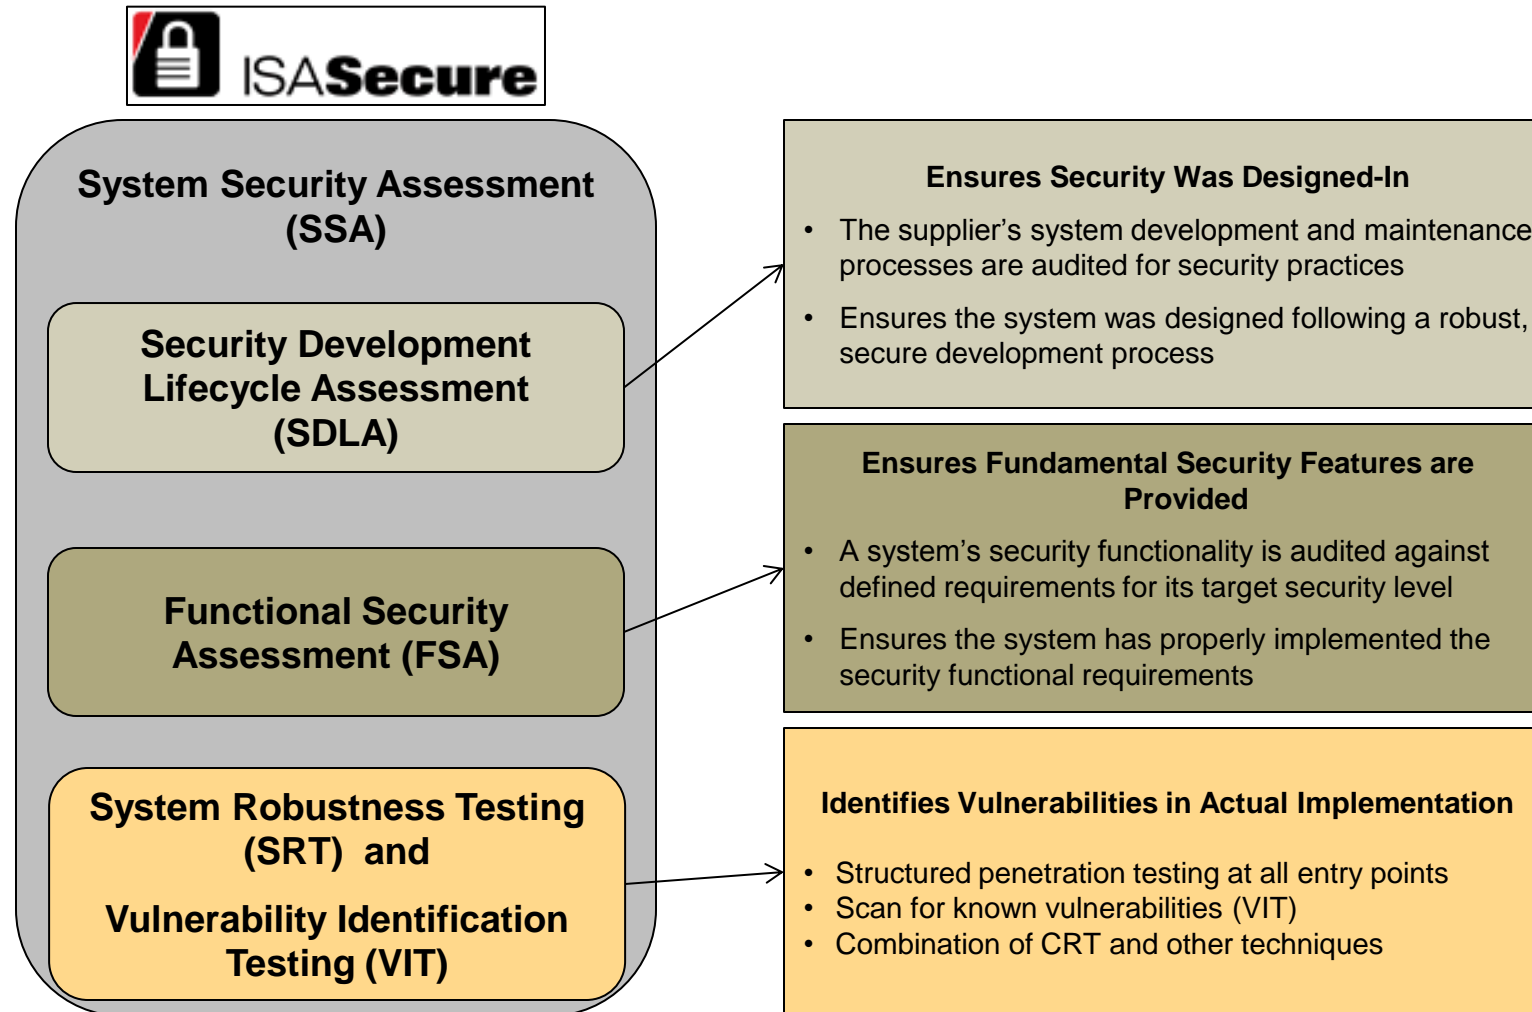 ISASecure
System Security Assessment
(SSA)
Security Development
Lifecycle Assessment
(SDLA)
Functional Security
Assessment (FSA)
System Robustness Testing
(SRT) and
Vulnerability Identification
Testing (VIT)
Ensures Security Was Designed-In
• The supplier’s system development and maintenance
processes are audited for security practices
• Ensures the system was designed following a robust,
secure development process
Ensures Fundamental Security Features are
Provided
• A system’s security functionality is audited against
defined requirements for its target security level
• Ensures the system has properly implemented the
security functional requirements
Identifies Vulnerabilities in Actual Implementation
• Structured penetration testing at all entry points
• Scan for known vulnerabilities (VIT)
• Combination of CRT and other techniques